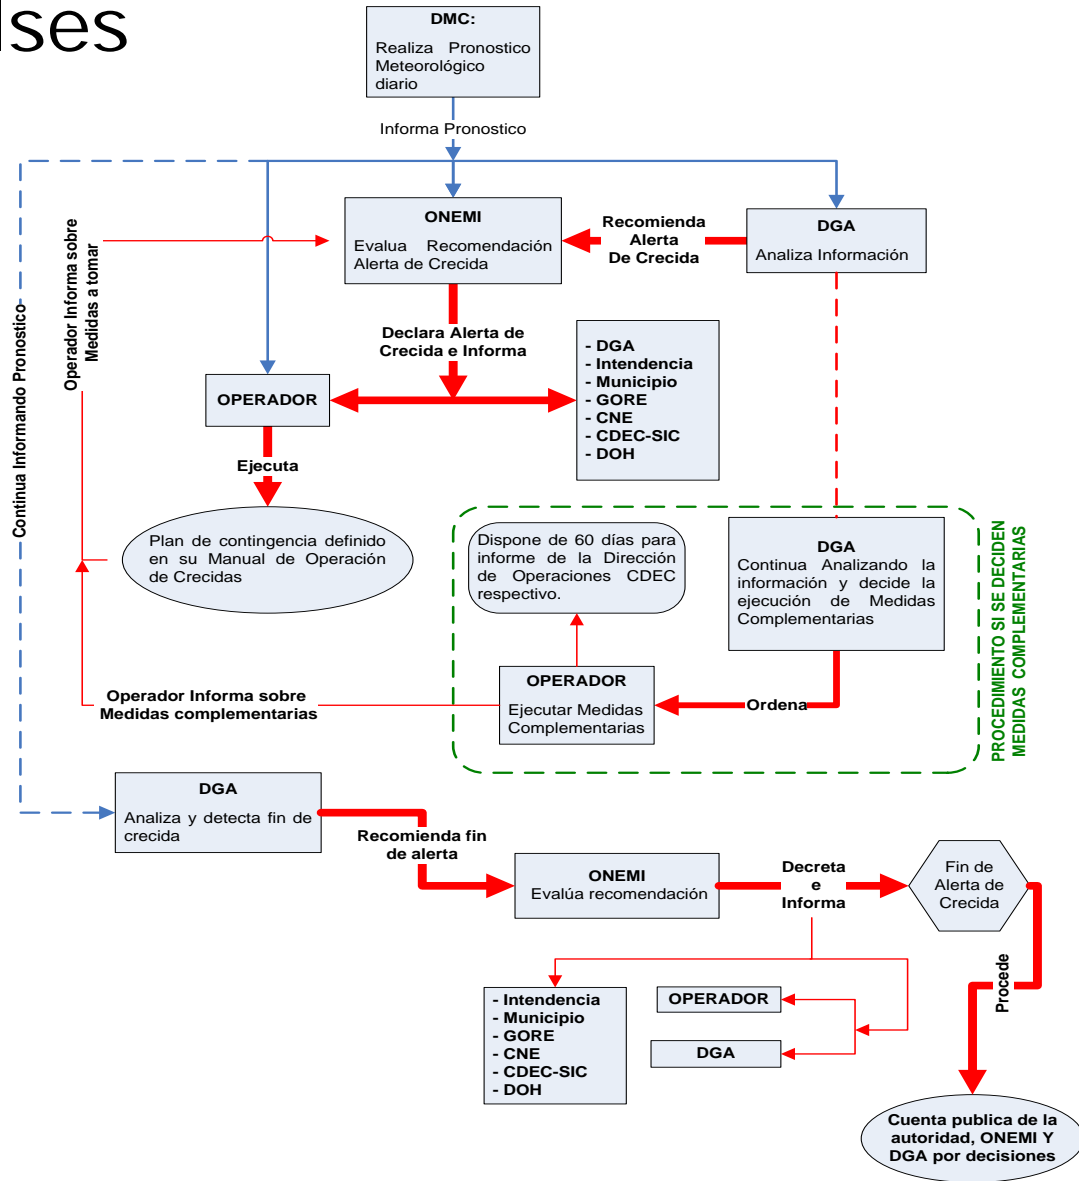 lses
DMC:
Realiza Pronostico
Meteorológico
diario
Informa Pronostico
ONEMI
Evalua Recomendación
Alerta de Crecida
Recomienda
Alerta
De Crecida
DGA
Analiza Información
Operador Informa sobre
Medidas a tomar
Continua Informando Pronostico
Declara Alerta de
Crecida e Informa
- DGA
- Intendencia
- Municipio
- GORE
- CNE
- CDEC-SIC
- DOH
OPERADOR
Ejecuta
Plan de contingencia definido
en su Manual de Operación
de Crecidas
Dispone de 60 días para
informe de la Dirección
de Operaciones CDEC
respectivo.
DGA
Continua Analizando la
información y decide la
ejecución de Medidas
Complementarias
PROCEDIMIENTO SI SE DECIDEN
MEDIDAS COMPLEMENTARIAS
OPERADOR
Ejecutar Medidas
Complementarias
Ordena
Operador Informa sobre
Medidas complementarias
DGA
Analiza y detecta fin de
crecida
Recomienda fin
de alerta
ONEMI
Evalúa recomendación
Decreta
e
Informa
Fin de
Alerta de
Crecida
Procede
- Intendencia
- Municipio
- GORE
- CNE
- CDEC-SIC
- DOH
OPERADOR
DGA
Cuenta publica de la
autoridad, ONEMI Y
DGA por decisiones